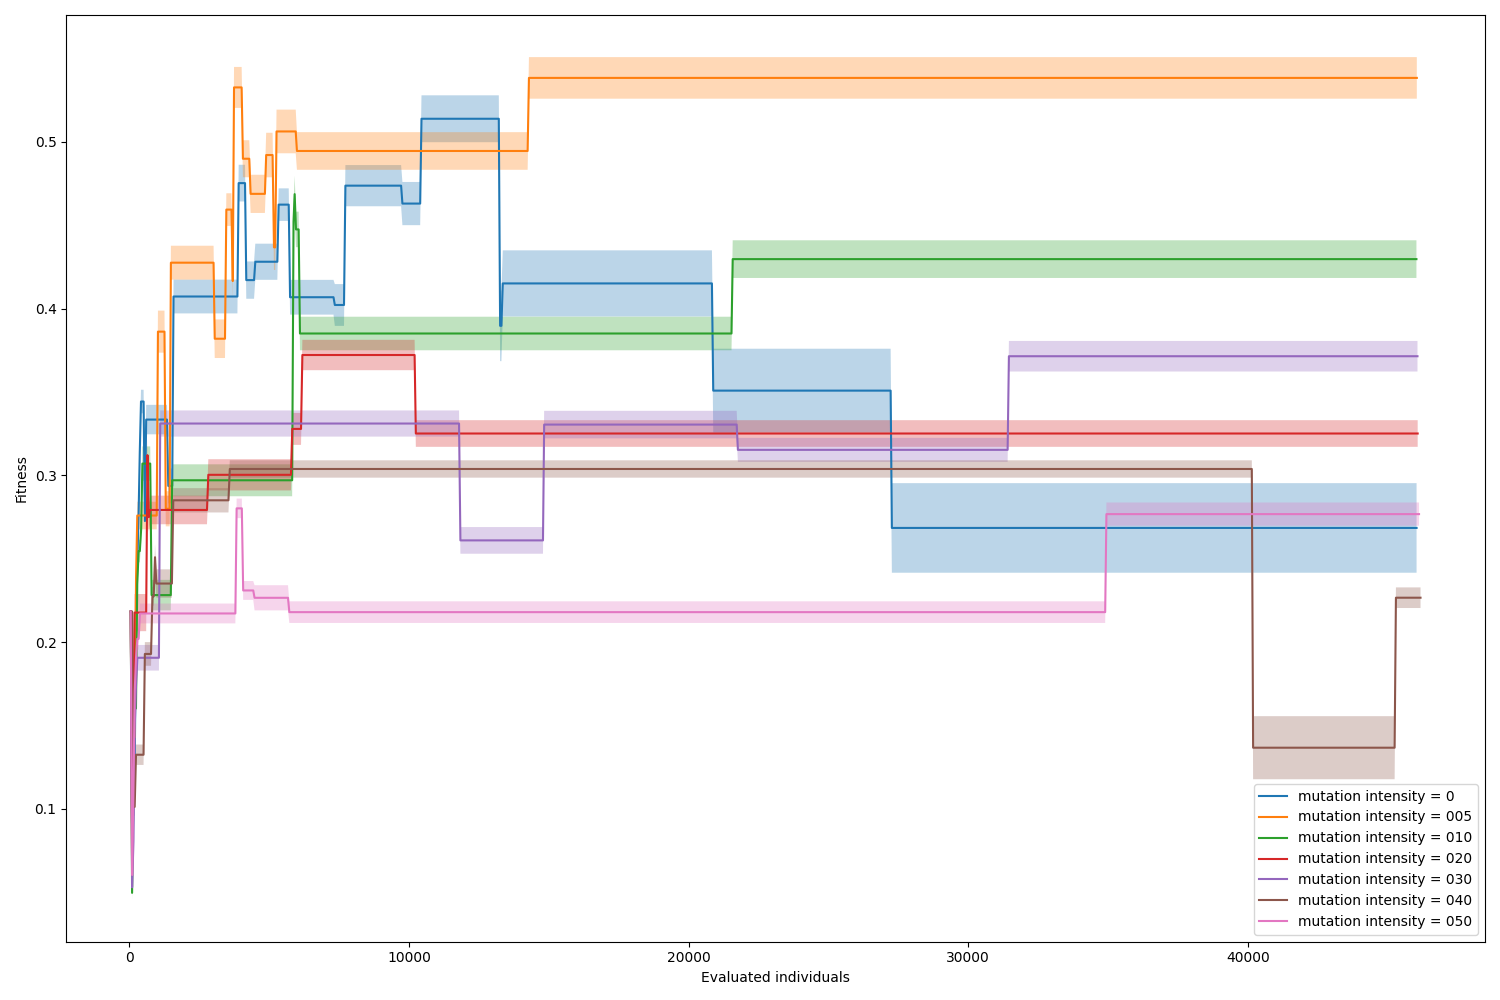 0.5
0.4
0.3
0.2
0.1
Fitness
0
10000
20000
30000
40000
Evaluated individuals
mutation intensity = 0
mutation intensity = 005
mutation intensity = 010
mutation intensity = 020
mutation intensity = 030
mutation intensity = 040
mutation intensity = 050